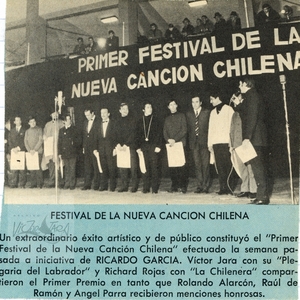 PRIMER FESTIVAL DE LA
NUEVA CANCION CHILENA
FESTIVAL DE LA NUEVA CANCION CHILENA
Un extraordinario éxito artístico y de público constituyó el "Primer
Festival de la Nueva Canción Chilena" efectuado la semana pa-
sada a iniciativa de RICARDO GARCIA. Víctor Jara con su "Ple-
garia del Labrador" y Richard Rojas con "La Chilenera" compar-
tieron el Primer Premio en tanto que Rolando Alarcón, Raúl de
Ramón y Angel Parra recibieron menciones honrosas.